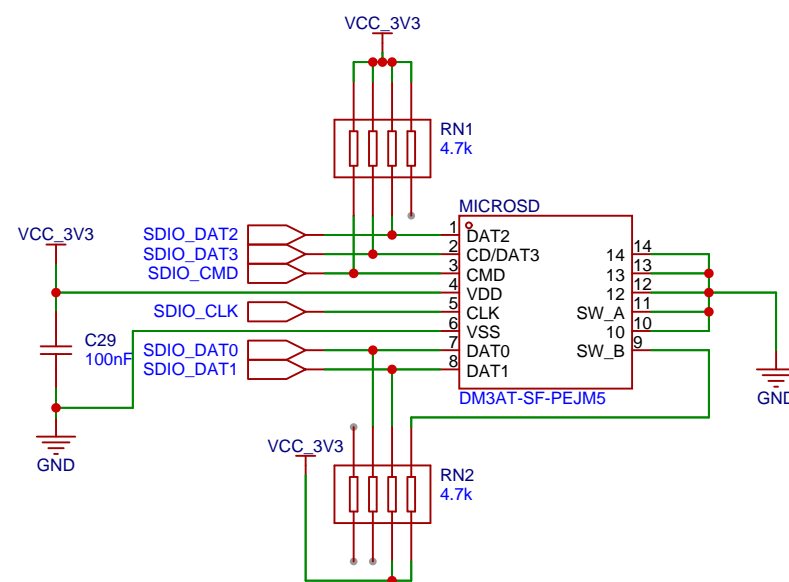 VCC_3V3
RN1
4.7k
MICROSD
VCC_3V3
SDIO_DAT2
SDIO_DAT3
SDIO_CMD
SDIO_CLK
SDIO_DAT0
SDIO_DAT1
C29
100nF
GND
1 DAT2
2 CD/DAT3
3 CMD
4 VDD
5 CLK
6 VSS
7 DAT0
8 DAT1
14 14
13 13
12 12
SW_A 11
10 10
SW_B 9
DM3AT-SF-PEJM5
GND
VCC_3V3
RN2
4.7k